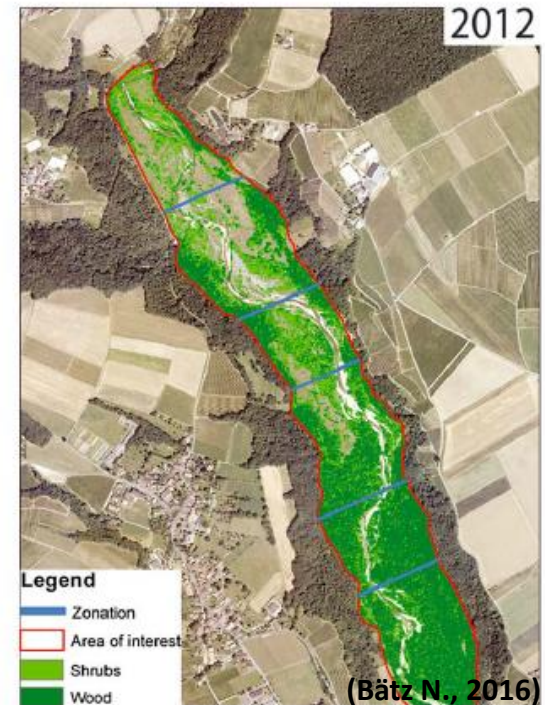 2012
Legend
Zonation
Area of interest
Shrubs
Wood
(Bätz N., 2016)